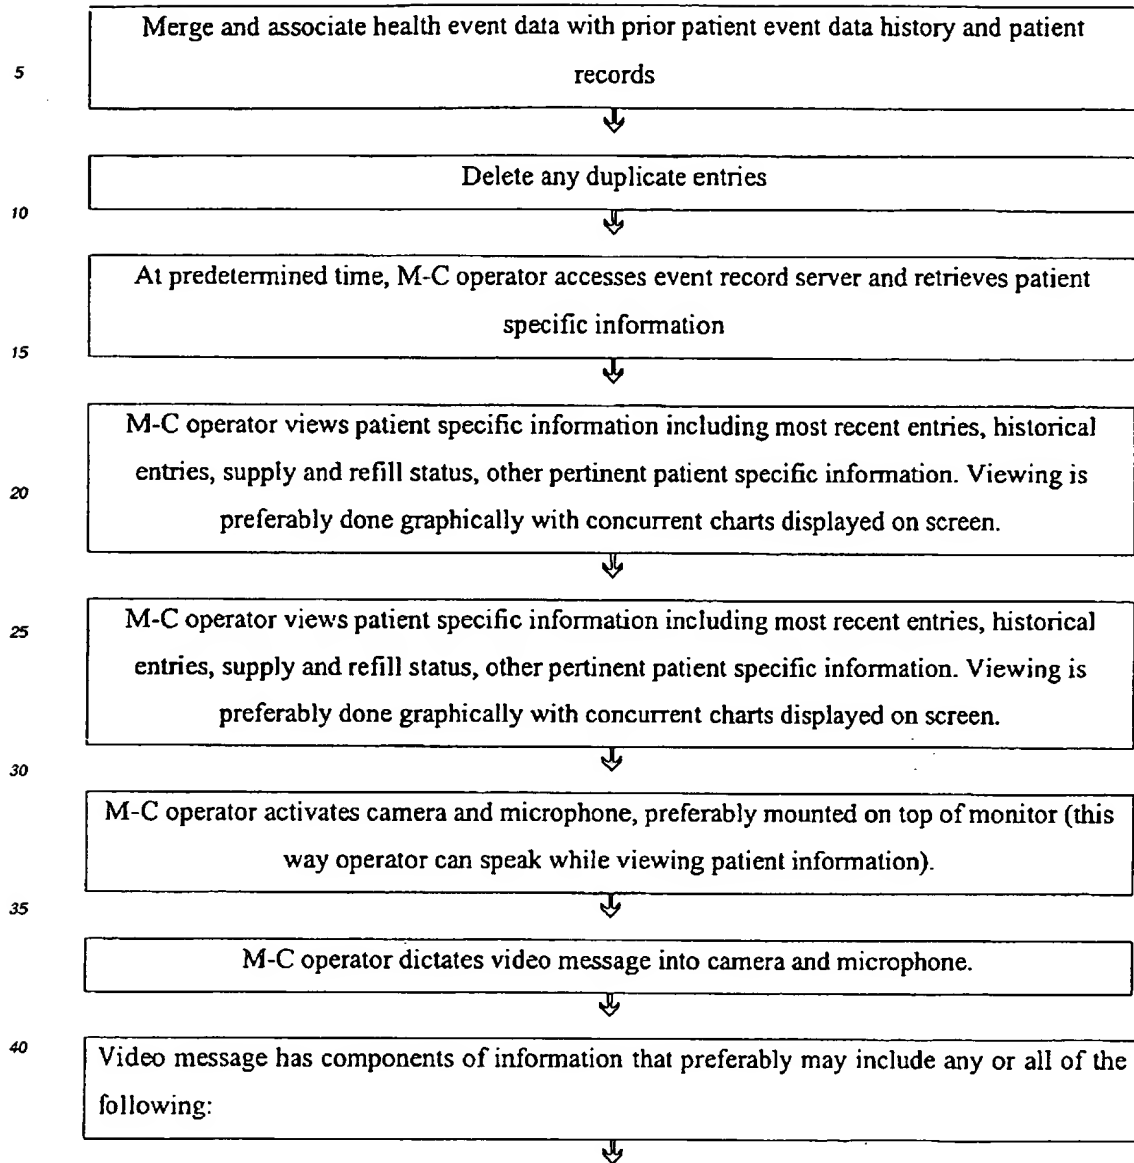 Merge and associate health event data with prior patient event data history and patient
5
records
Delete any duplicate entries
10
At predetermined time, M-C operator accesses event record server and retrieves patient
specific information
15
M-C operator views patient specific information including most recent entries, historical
entries, supply and refill status, other pertinent patient specific information. Viewing is
20
preferably done graphically with concurrent charts displayed on screen.
M-C operator views patient specific information including most recent entries, historical
25
entries, supply and refill status, other pertinent patient specific information. Viewing is
preferably done graphically with concurrent charts displayed on screen.
30
M-C operator activates camera and microphone, preferably mounted on top of monitor (this
way operator can speak while viewing patient information).
35
M-C operator dictates video message into camera and microphone.
40
Video message has components of information that preferably may include any or all of the
following: